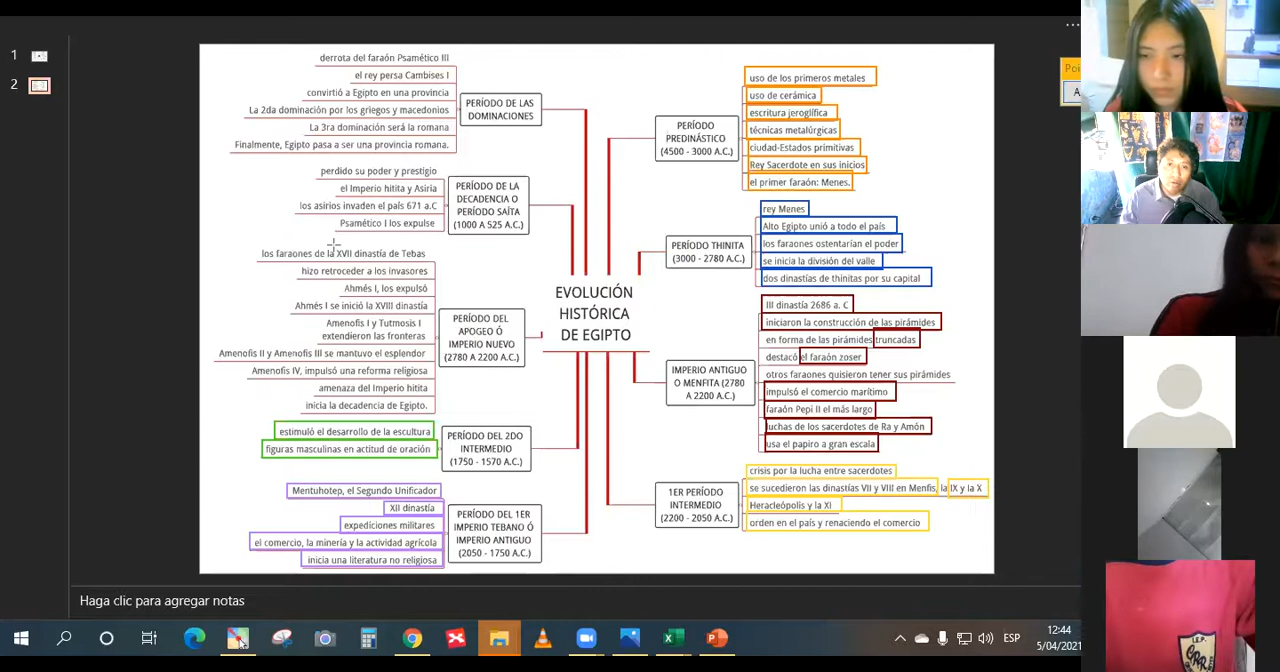 1
2
derrota del faraón Psamético III
el rey persa Cambises I
convirtió a Egipto en una provincia
La 2da dominación por los griegos y macedonios
La 3ra dominación será la romana
Finalmente, Egipto pasa a ser una provincia romana.
PERÍODO DE LAS
DOMINACIONES
perdido su poder y prestigio
el Imperio hitita y Asiria
los asirios invaden el país 671 a.C
Psamético I los expulse
PERÍODO DE LA
DECADENCIA O
PERÍODO SAÍTA
(1000 A 525 A.C.)
los faraones de la XVII dinastía de Tebas
hizo retroceder a los invasores
Ahmés I, los expulsó
Ahmés I se inició la XVIII dinastía
Amenofis I y Tutmosis I
extendieron las fronteras
Amenofis II y Amenofis III se mantuvo el esplendor
Amenofis IV, impulsó una reforma religiosa
amenaza del Imperio hitita
inicia la decadencia de Egipto.
PERÍODO DEL
APOGEO Ó
IMPERIO NUEVO
(2780 A 2200 A.C.)
estimuló el desarrollo de la escultura
figuras masculinas en actitud de oración
PERÍODO DEL 2DO
INTERMEDIO
(1750 - 1570 A.C.)
Mentuhotep, el Segundo Unificador
XII dinastía
expediciones militares
el comercio, la minería y la actividad agrícola
inicia una literatura no religiosa
PERÍODO DEL 1ER
IMPERIO TEBANO Ó
IMPERIO ANTIGUO
(2050 - 1750 A.C.)
EVOLUCIÓN
HISTÓRICA
DE EGIPTO
PERÍODO
PREDINÁSTICO
(4500 - 3000 A.C.)
uso de los primeros metales
uso de cerámica
escritura jeroglífica
técnicas metalúrgicas
ciudad-Estados primitivas
Rey Sacerdote en sus inicios
el primer faraón: Menes.
PERÍODO THINITA
(3000 - 2780 A.C.)
rey Menes
Alto Egipto unió a todo el país
los faraones ostentarían el poder
se inicia la división del valle
dos dinastías de thinitas por su capital
IMPERIO ANTIGUO
O MENFITA (2780
A 2200 A.C.)
III dinastía 2686 a. C
iniciaron la construcción de las pirámides
en forma de las pirámides truncadas
destacó el faraón zoser
otros faraones quisieron tener sus pirámides
impulsó el comercio marítimo
faraón Pepi II el más largo
luchas de los sacerdotes de Ra y Amón
usa el papiro a gran escala
1ER PERÍODO
INTERMEDIO
(2200 - 2050 A.C.)
crisis por la lucha entre sacerdotes
se sucedieron las dinastías VII y VIII en Menfis, la IX y la X
Heracleópolis y la XI
orden en el país y renaciendo el comercio
Haga clic para agregar notas
ESP
12:44
5/04/2021
I.E.P.